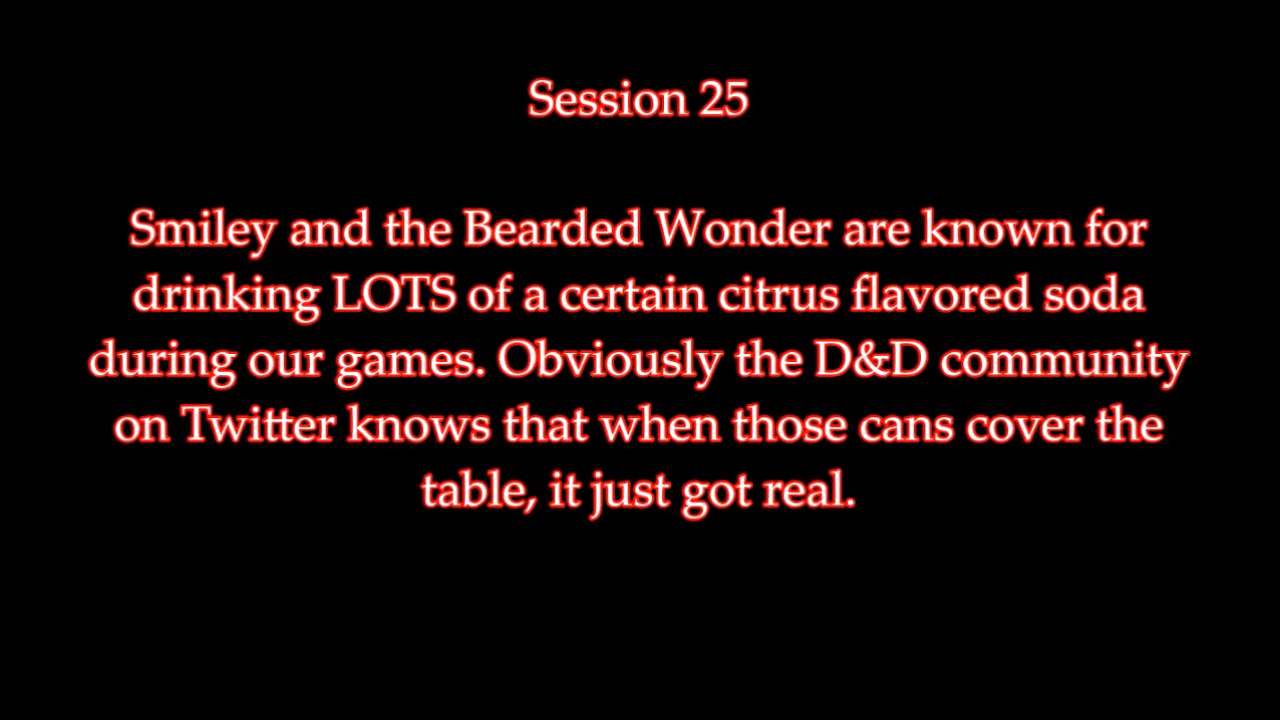 Session 25
Smiley and the Bearded Wonder are known for
drinking LOTS of a certain citrus flavored soda
during our games. Obviously the D&D community
on Twitter knows that when those cans cover the
table, it just got real.